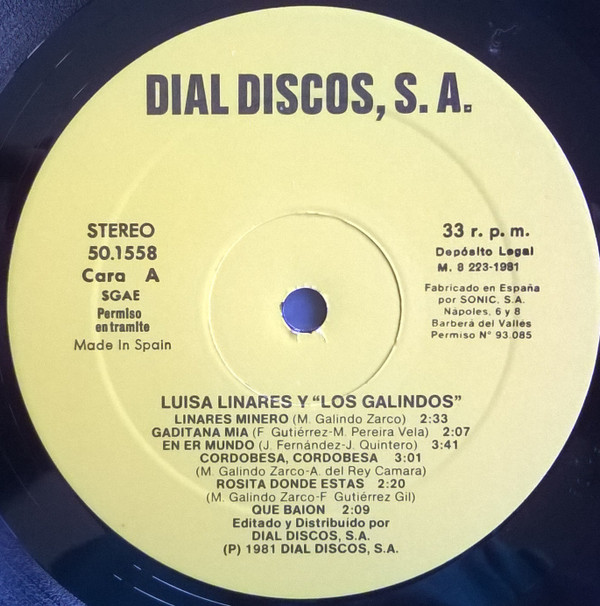 DIAL DISCOS, S. A.
STEREO
50.1558
Cara A
SGAE
Permiso
en tramite
Made In Spain
33 r. p. m.
Depósito Legal
M. 8 223-1981
Fabricado en España
por SONIC, S.A.
Nápoles, 6 y 8
Barberá del Valles
Permiso Nº 93.085
LUISA LINARES Y "LOS GALINDOS"
LINARES MINERO (M. Galindo Zarco) 2:33
GADITANA MIA (F Gutiérrez-M. Pereira Vela) 2:07
EN ER MUNDO (J. Fernández-J. Quintero) 3:41
CORDOBESA, CORDOBESA 3:01
(M. Galindo Zarco-A. del Rey Camara)
ROSITA DONDE ESTAS 2:20
(M. Galindo Zarco-F Gutiérrez Gil)
QUE BAION 2:09
Editado y Distribuído por
DIAL DISCOS, S.A.
(P) 1981 DIAL DISCOS, S.A.